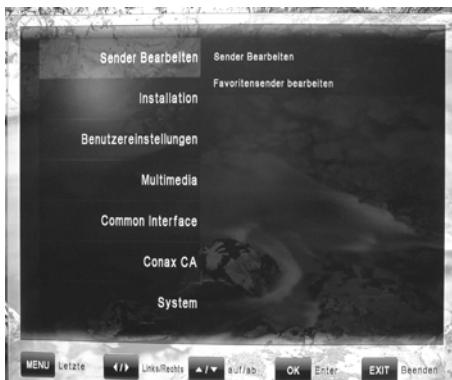 Sender Bearbeiten
Installation
Benutzereinstellungen
Multimedia
Common Interface
Conax CA
System
Sender Bearbeiten
Favoritensender bearbeiten
MENU Letzte Links/Rechts auf/ab OK Enter EXIT Beenden